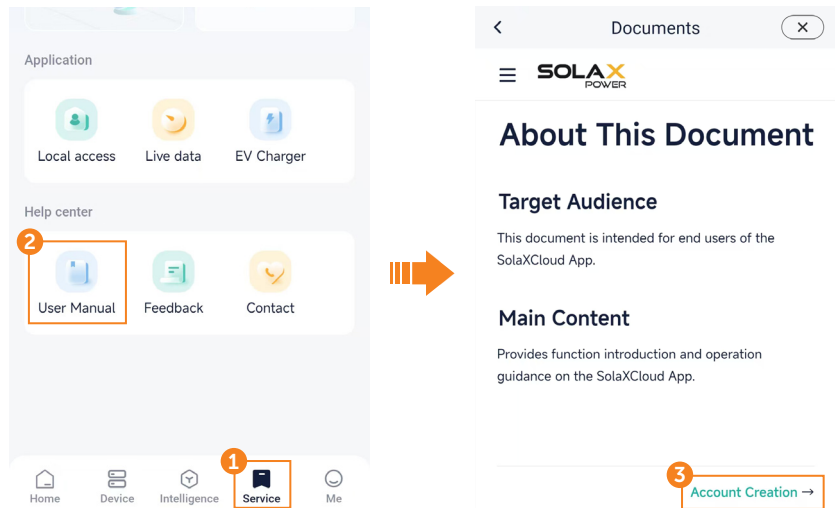 Application
Local access Live data EV Charger
Help center
2
User Manual Feedback Contact
1
Home Device Intelligence Service Me
Documents
SOLAX
POWER
About This Document
Target Audience
This document is intended for end users of the
SolaXCloud App.
Main Content
Provides function introduction and operation
guidance on the SolaXCloud App.
3
Account Creation →